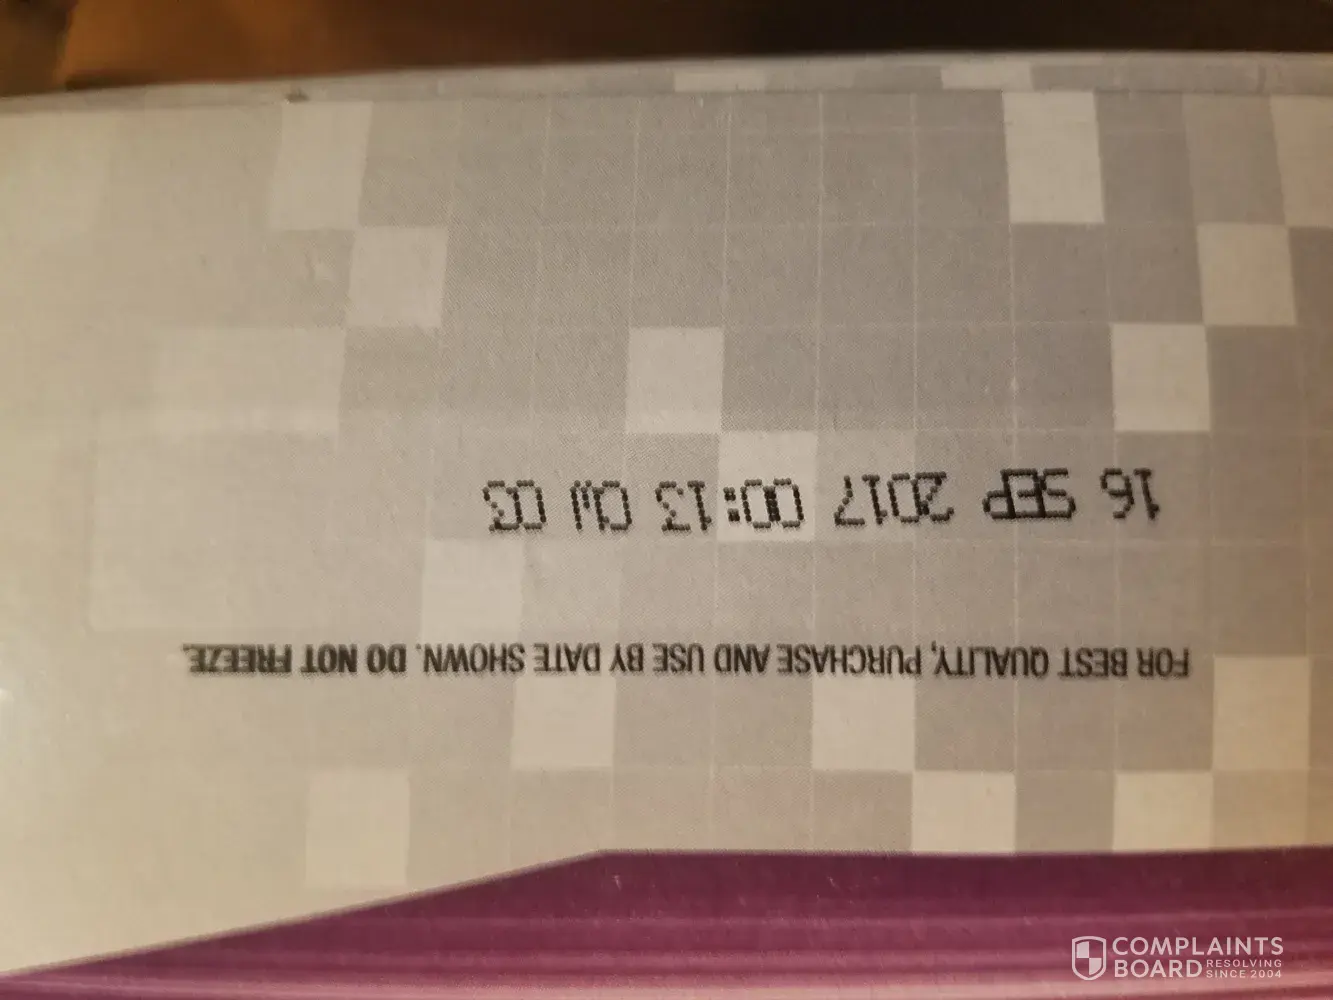 FOR BEST QUALITY, PURCHASE AND USE BY DATE SHOWN. DO NOT FREEZE.
16 SEP 2017 00:13 03
COMPLAINTS
BOARD RESOLVING
SINCE 2004